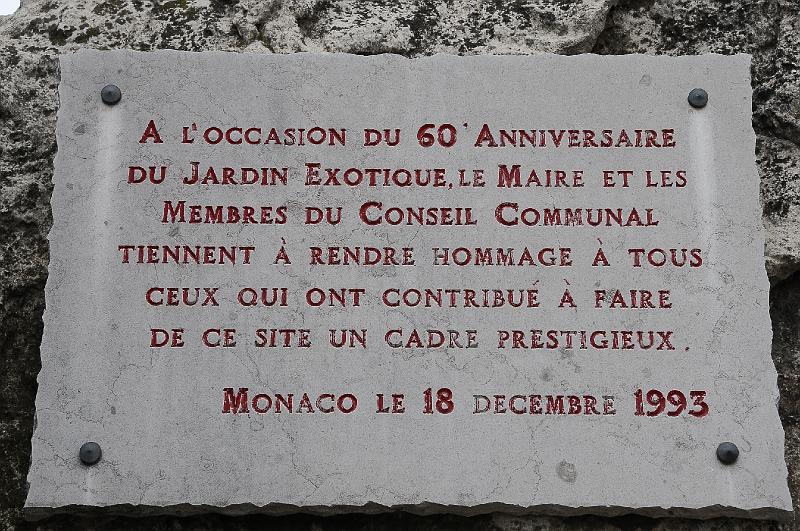 A L'OCCASION DU 60° ANNIVERSAIRE
DU JARDIN EXOTIQUE, LE MAIRE ET LES
MEMBRES DU CONSEIL COMMUNAL
TIENNENT À RENDRE HOMMAGE À TOUS
CEUX QUI ONT CONTRIBUÉ À FAIRE
DE CE SITE UN CADRE PRESTIGIEUX.
MONACO LE 18 DECEMBRE 1993